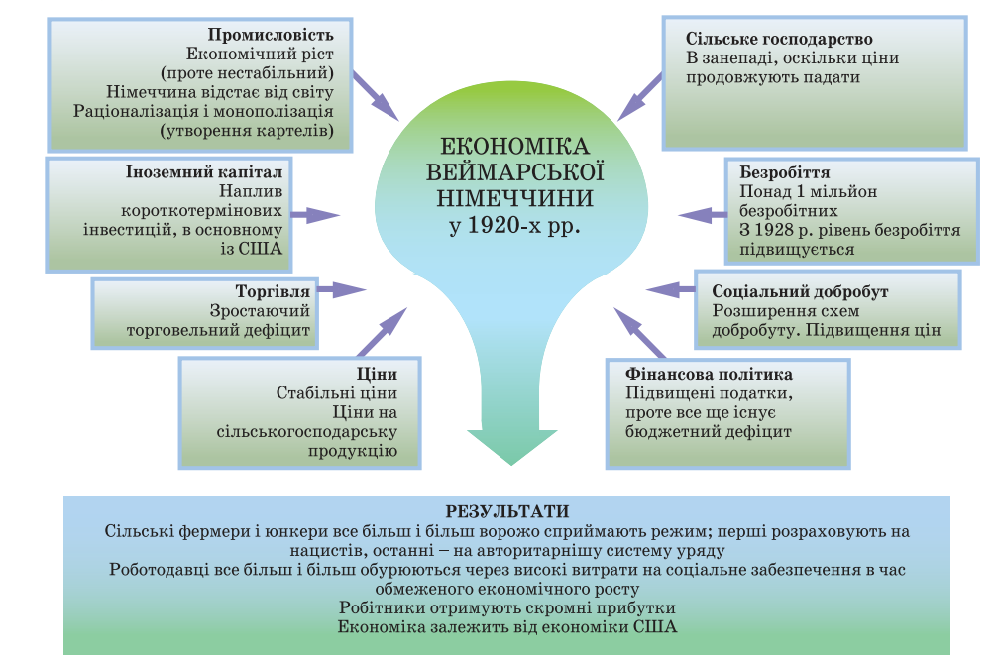 Промисловість
Економічний ріст
(проте нестабільний)
Німеччина відстає від світу
Раціоналізація і монополізація
(утворення картелів)
Іноземний капітал
Наплив
короткотермінових
інвестицій, в основному
із США
Торгівля
Зростаючий
торговельний дефіцит
Ціни
Стабільні ціни
Ціни на
сільськогосподарську
продукцію
ЕКОНОМІКА
ВЕЙМАРСЬКОЇ
НІМЕЧЧИНИ
у 1920-х рр.
Сільське господарство
В занепаді, оскільки ціни
продовжують падати
Безробіття
Понад 1 мільйон
безробітних
З 1928 р. рівень безробіття
підвищується
Соціальний добробут
Розширення схем
добробуту. Підвищення цін
Фінансова політика
Підвищені податки,
проте все ще існує
бюджетний дефіцит
РЕЗУЛЬТАТИ
Сільські фермери і юнкери все більш і більш ворожо сприймають режим; перші розраховують на
нацистів, останні – на авторитарнішу систему уряду
Роботодавці все більш і більш обурюються через високі витрати на соціальне забезпечення в час
обмеженого економічного росту
Робітники отримують скромні прибутки
Економіка залежить від економіки США